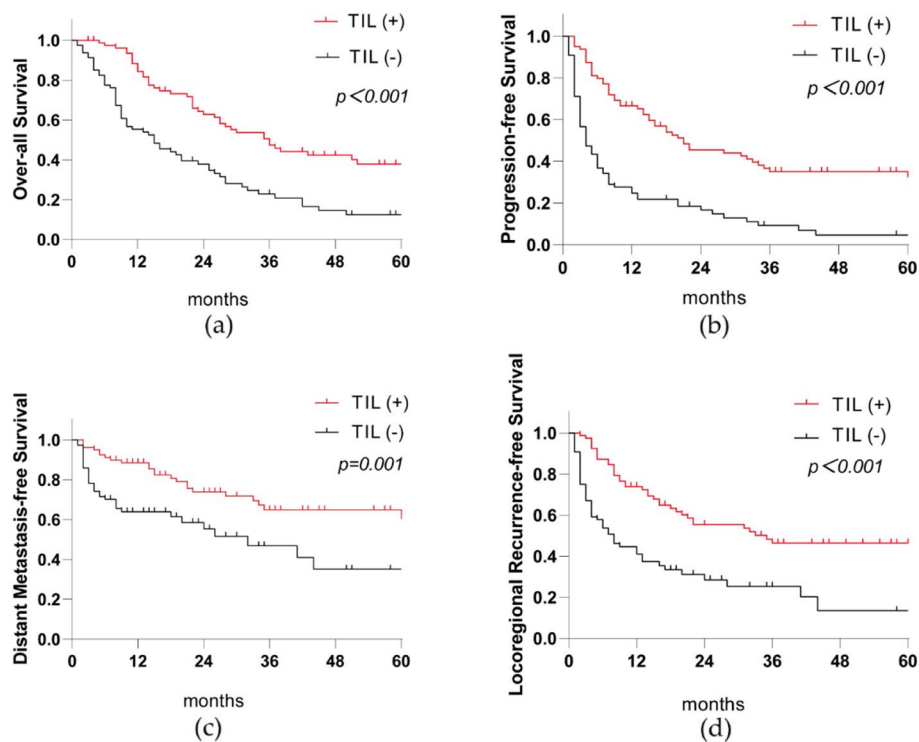 TIL (+)
TIL (-)
p<0.001
Over-all Survival
1.0
0.8
0.6
0.4
0.2
0.0
0 12 24 36 48 60
months
(a)
TIL (+)
TIL (-)
p<0.001
Progression-free Survival
1.0
0.8
0.6
0.4
0.2
0.0
0 12 24 36 48 60
months
(b)
TIL (+)
TIL (-)
p=0.001
Distant Metastasis-free Survival
1.0
0.8
0.6
0.4
0.2
0.0
0 12 24 36 48 60
months
(c)
TIL (+)
TIL (-)
p<0.001
Locoregional Recurrence-free Survival
1.0
0.8
0.6
0.4
0.2
0.0
0 12 24 36 48 60
months
(d)